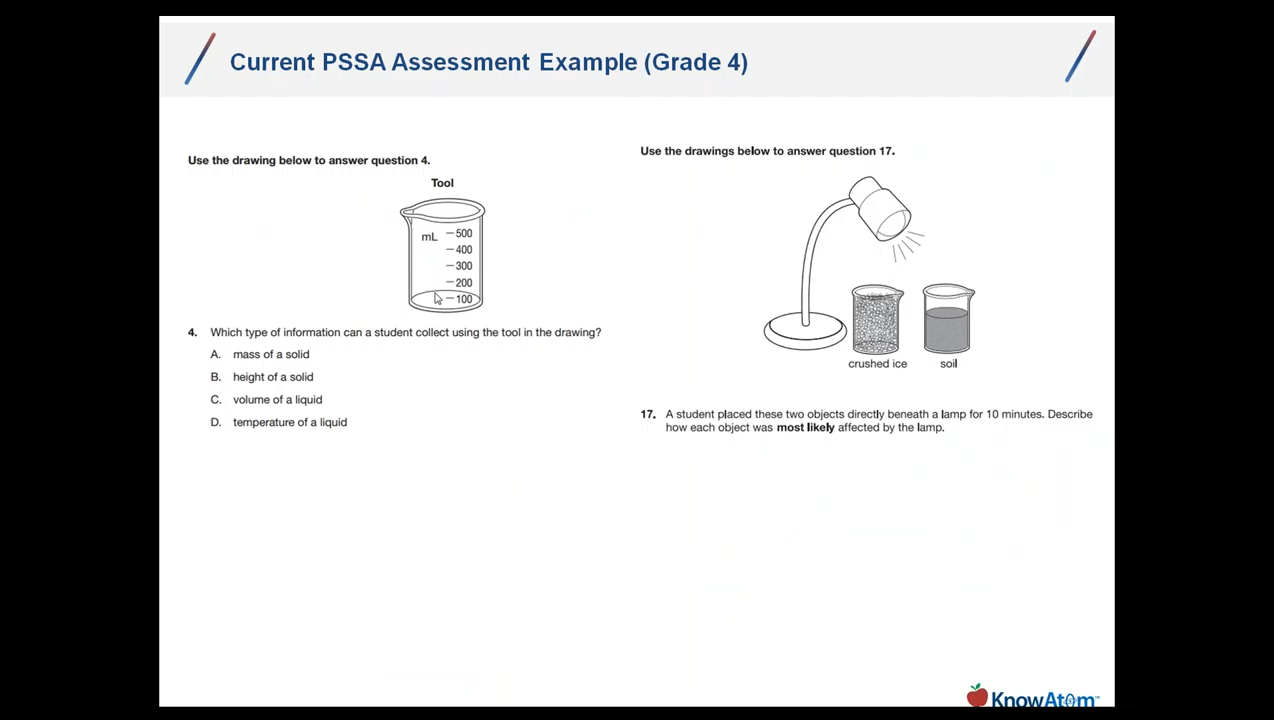 Current PSSA Assessment Example (Grade 4)
Use the drawing below to answer question 4.
Tool
mL
500
400
300
200
100
4. Which type of information can a student collect using the tool in the drawing?
A. mass of a solid
B. height of a solid
C. volume of a liquid
D. temperature of a liquid
Use the drawings below to answer question 17.
crushed ice
soil
17. A student placed these two objects directly beneath a lamp for 10 minutes. Describe
how each object was most likely affected by the lamp.
KnowAtom™